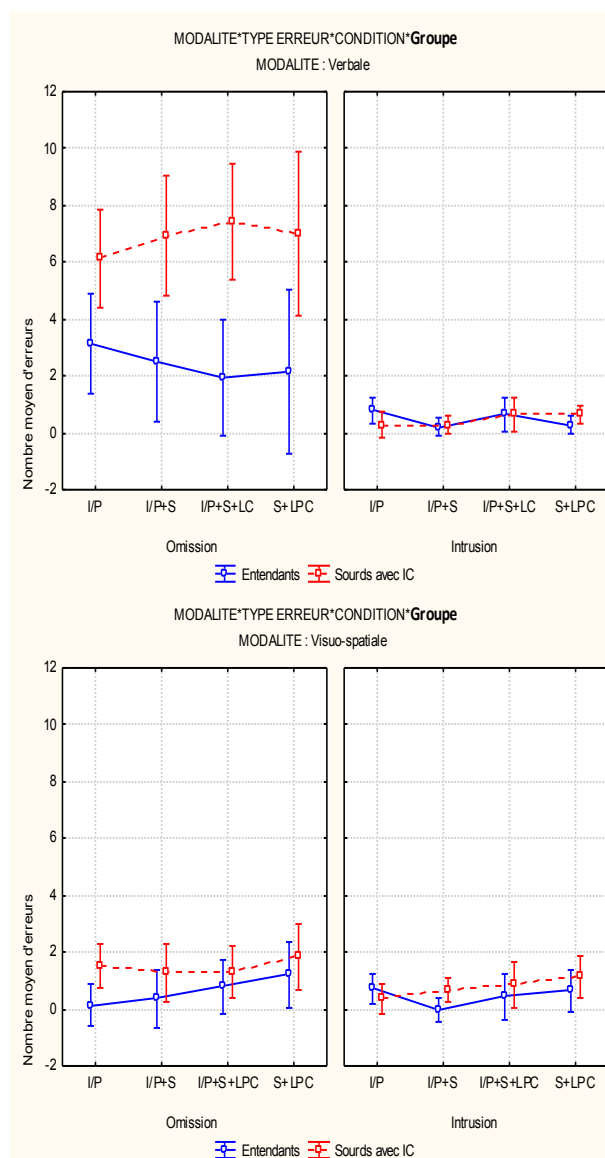 MODALITE*TYPE ERREUR*CONDITION*Groupe
MODALITE : Verbale
Nombre moyen d'erreurs
12
10
8
6
4
2
0
-2
I/P I/P+S I/P+S+LC S+LPC I/P I/P+S I/P+S+LC S+LPC
Omission Intrusion
Entendants Sourds avec IC
MODALITE*TYPE ERREUR*CONDITION*Groupe
MODALITE : Visuo-spatiale
Nombre moyen d'erreurs
12
10
8
6
4
2
0
-2
I/P I/P+S I/P+S+LPC S+LPC I/P I/P+S I/P+S+LPC S+LPC
Omission Intrusion
Entendants Sourds avec IC